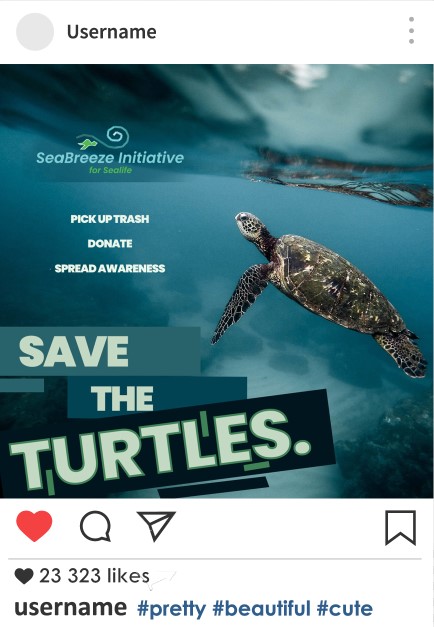 Username
SeaBreeze Initiative
for Sealife
PICK UP TRASH
DONATE
SPREAD AWARENESS
SAVE
THE
TURTLES.
23 323 likes
username #pretty #beautiful #cute